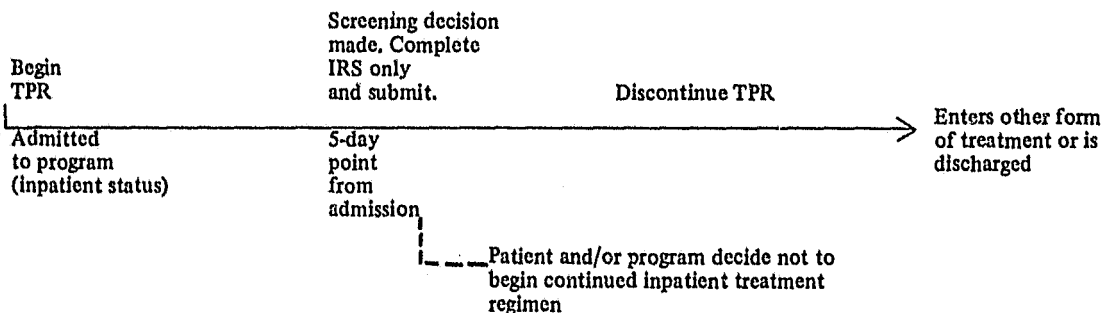 Begin
TPR
Screening decision
made. Complete
IRS only
and submit.
Discontinue TPR
Admitted
to program
(inpatient status)
5-day
point
from
admission
Enters other form
of treatment or is
discharged
Patient and/or program decide not to
begin continued inpatient treatment
regimen